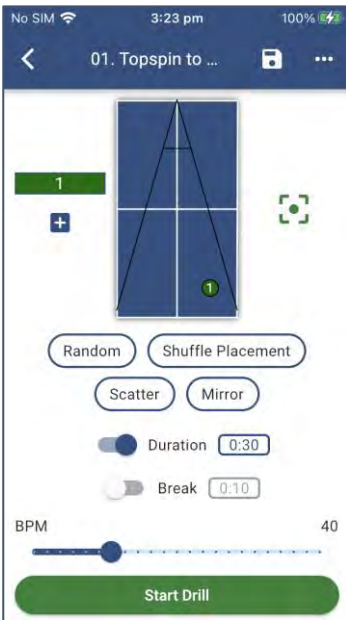 No SIM 3:23 pm 100%
01. Topspin to ...
1
+
1
Random Shuffle Placement
Scatter Mirror
Duration 0:30
Break 0:10
BPM 40
Start Drill